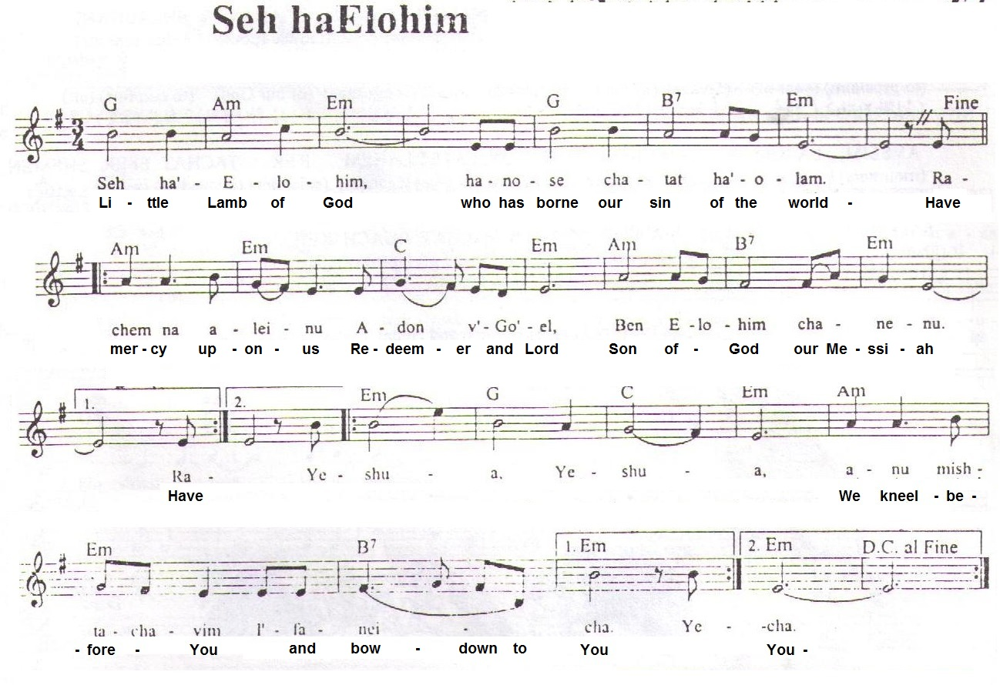 Seh haElohim
G Am Em G B7 Em Fine
3
4
Seh ha' E - lo - him, ha - no - se cha - tat ha' - o - lam. Ra -
Li - ttle Lamb of God who has borne our sin of the world - Have
Am Em C Em Am B7 Em
chem na a - lei - nu A - don v' - Go' - el, Ben E - lo - him cha - ne - nu.
mer - cy up - on - us Re - deem - er and Lord Son of - God our Me - ssi - ah
1. 2. Em G C Em Am
Ra - Ye - shu - a, Ye - shu - a, a - nu mish -
Have We kneel - be -
Em B7 1. Em 2. Em D.C. al Fine
ta - cha - vim l' - fa - nei - cha. Ye - -cha.
- fore - You and bow - down to You You -